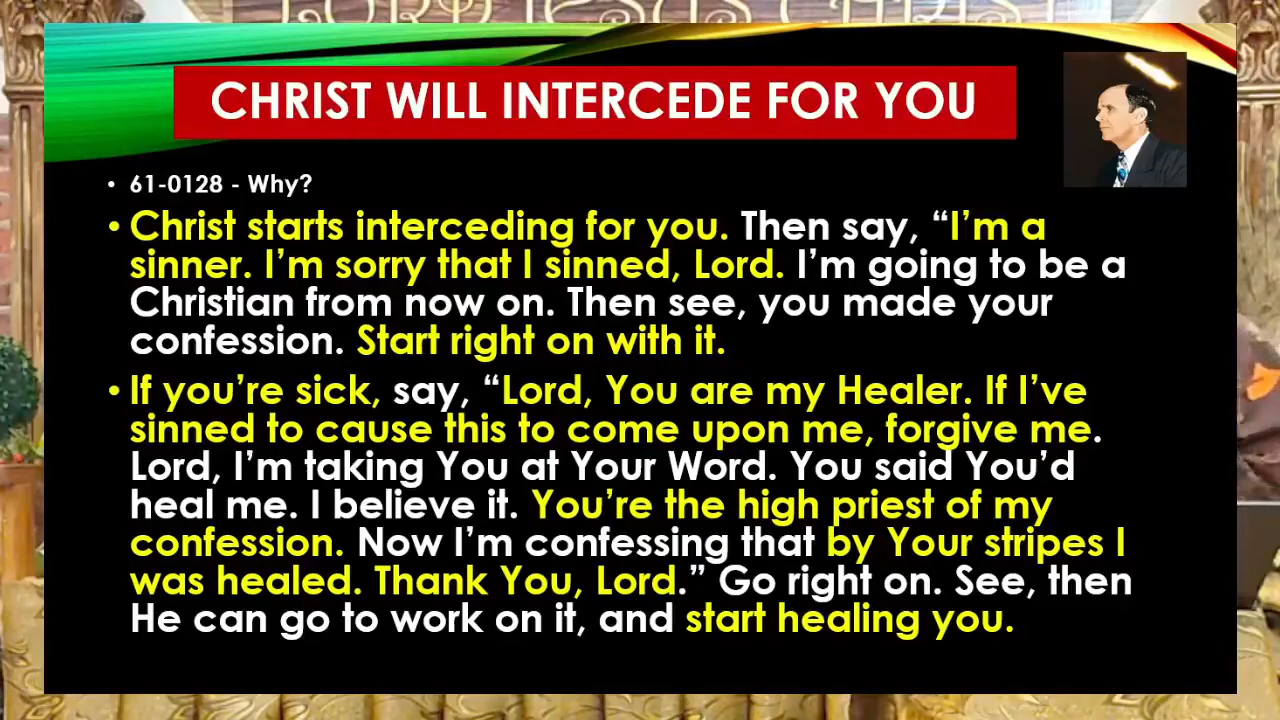 LORD JESUS CHRIST
CHRIST WILL INTERCEDE FOR YOU
• 61-0128 - Why?
• Christ starts interceding for you. Then say, “I’m a
sinner. I’m sorry that I sinned, Lord. I’m going to be a
Christian from now on. Then see, you made your
confession. Start right on with it.
• If you’re sick, say, “Lord, You are my Healer. If I’ve
sinned to cause this to come upon me, forgive me.
Lord, I’m taking You at Your Word. You said You’d
heal me. I believe it. You’re the high priest of my
confession. Now I’m confessing that by Your stripes I
was healed. Thank You, Lord.” Go right on. See, then
He can go to work on it, and start healing you.